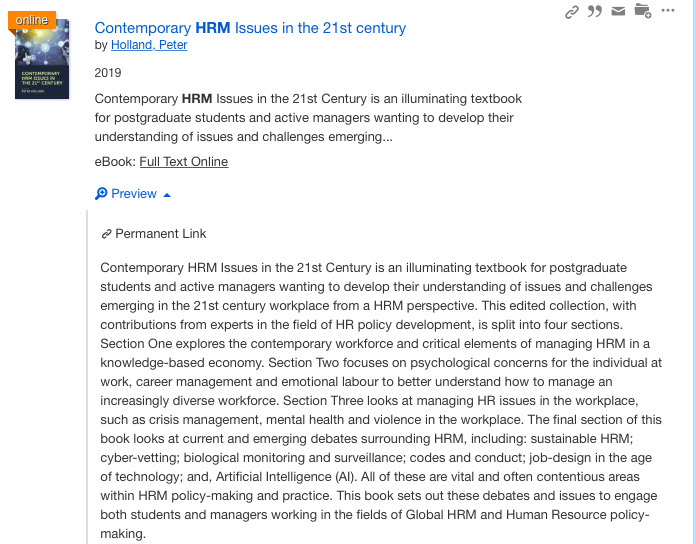 online
Contemporary HRM Issues in the 21st century
by Holland, Peter
2019
Contemporary HRM Issues in the 21st Century is an illuminating textbook
for postgraduate students and active managers wanting to develop their
understanding of issues and challenges emerging...
eBook: Full Text Online
Preview
Permanent Link
Contemporary HRM Issues in the 21st Century is an illuminating textbook for postgraduate
students and active managers wanting to develop their understanding of issues and challenges
emerging in the 21st century workplace from a HRM perspective. This edited collection, with
contributions from experts in the field of HR policy development, is split into four sections.
Section One explores the contemporary workforce and critical elements of managing HRM in a
knowledge-based economy. Section Two focuses on psychological concerns for the individual at
work, career management and emotional labour to better understand how to manage an
increasingly diverse workforce. Section Three looks at managing HR issues in the workplace,
such as crisis management, mental health and violence in the workplace. The final section of this
book looks at current and emerging debates surrounding HRM, including: sustainable HRM;
cyber-vetting; biological monitoring and surveillance; codes and conduct; job-design in the age
of technology; and, Artificial Intelligence (AI). All of these are vital and often contentious areas
within HRM policy-making and practice. This book sets out these debates and issues to engage
both students and managers working in the fields of Global HRM and Human Resource policy-
making.
CONTEMPORARY
HRM ISSUES IN
THE 21ST CENTURY